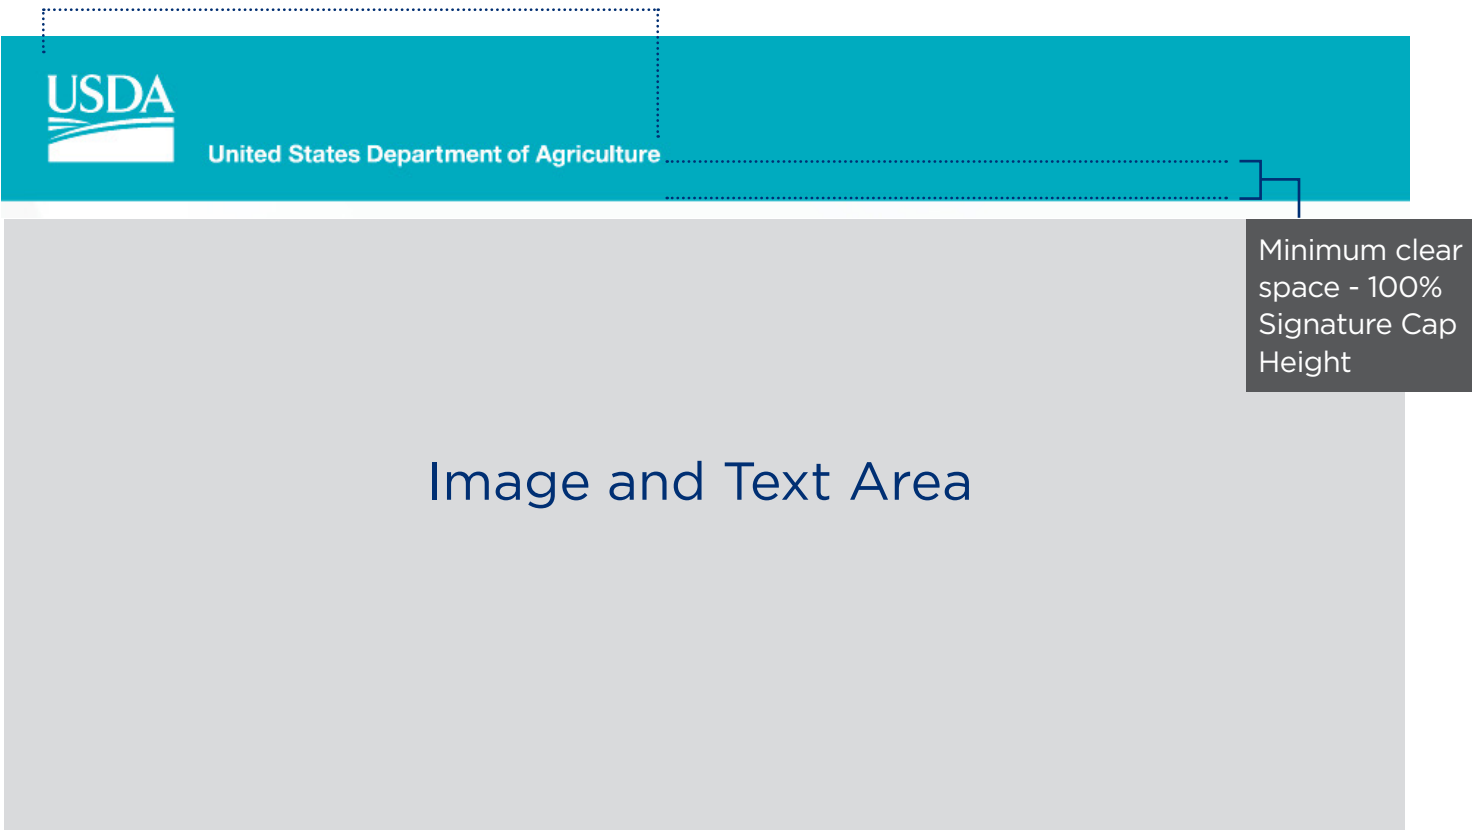 USDA
United States Department of Agriculture
Minimum clear
space - 100%
Signature Cap
Height
Image and Text Area